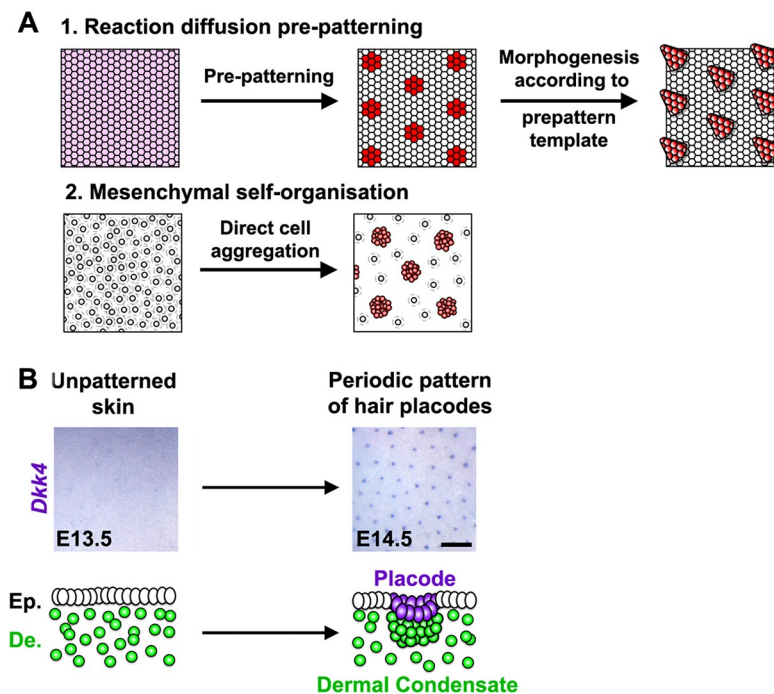 A
1. Reaction diffusion pre-patterning
Pre-patterning
Morphogenesis
according to
prepattern
template
2. Mesenchymal self-organisation
Direct cell
aggregation
B
Unpatterned
skin
Periodic pattern
of hair placodes
Dkk4
E13.5
E14.5
Placode
Ep.
De.
Dermal Condensate